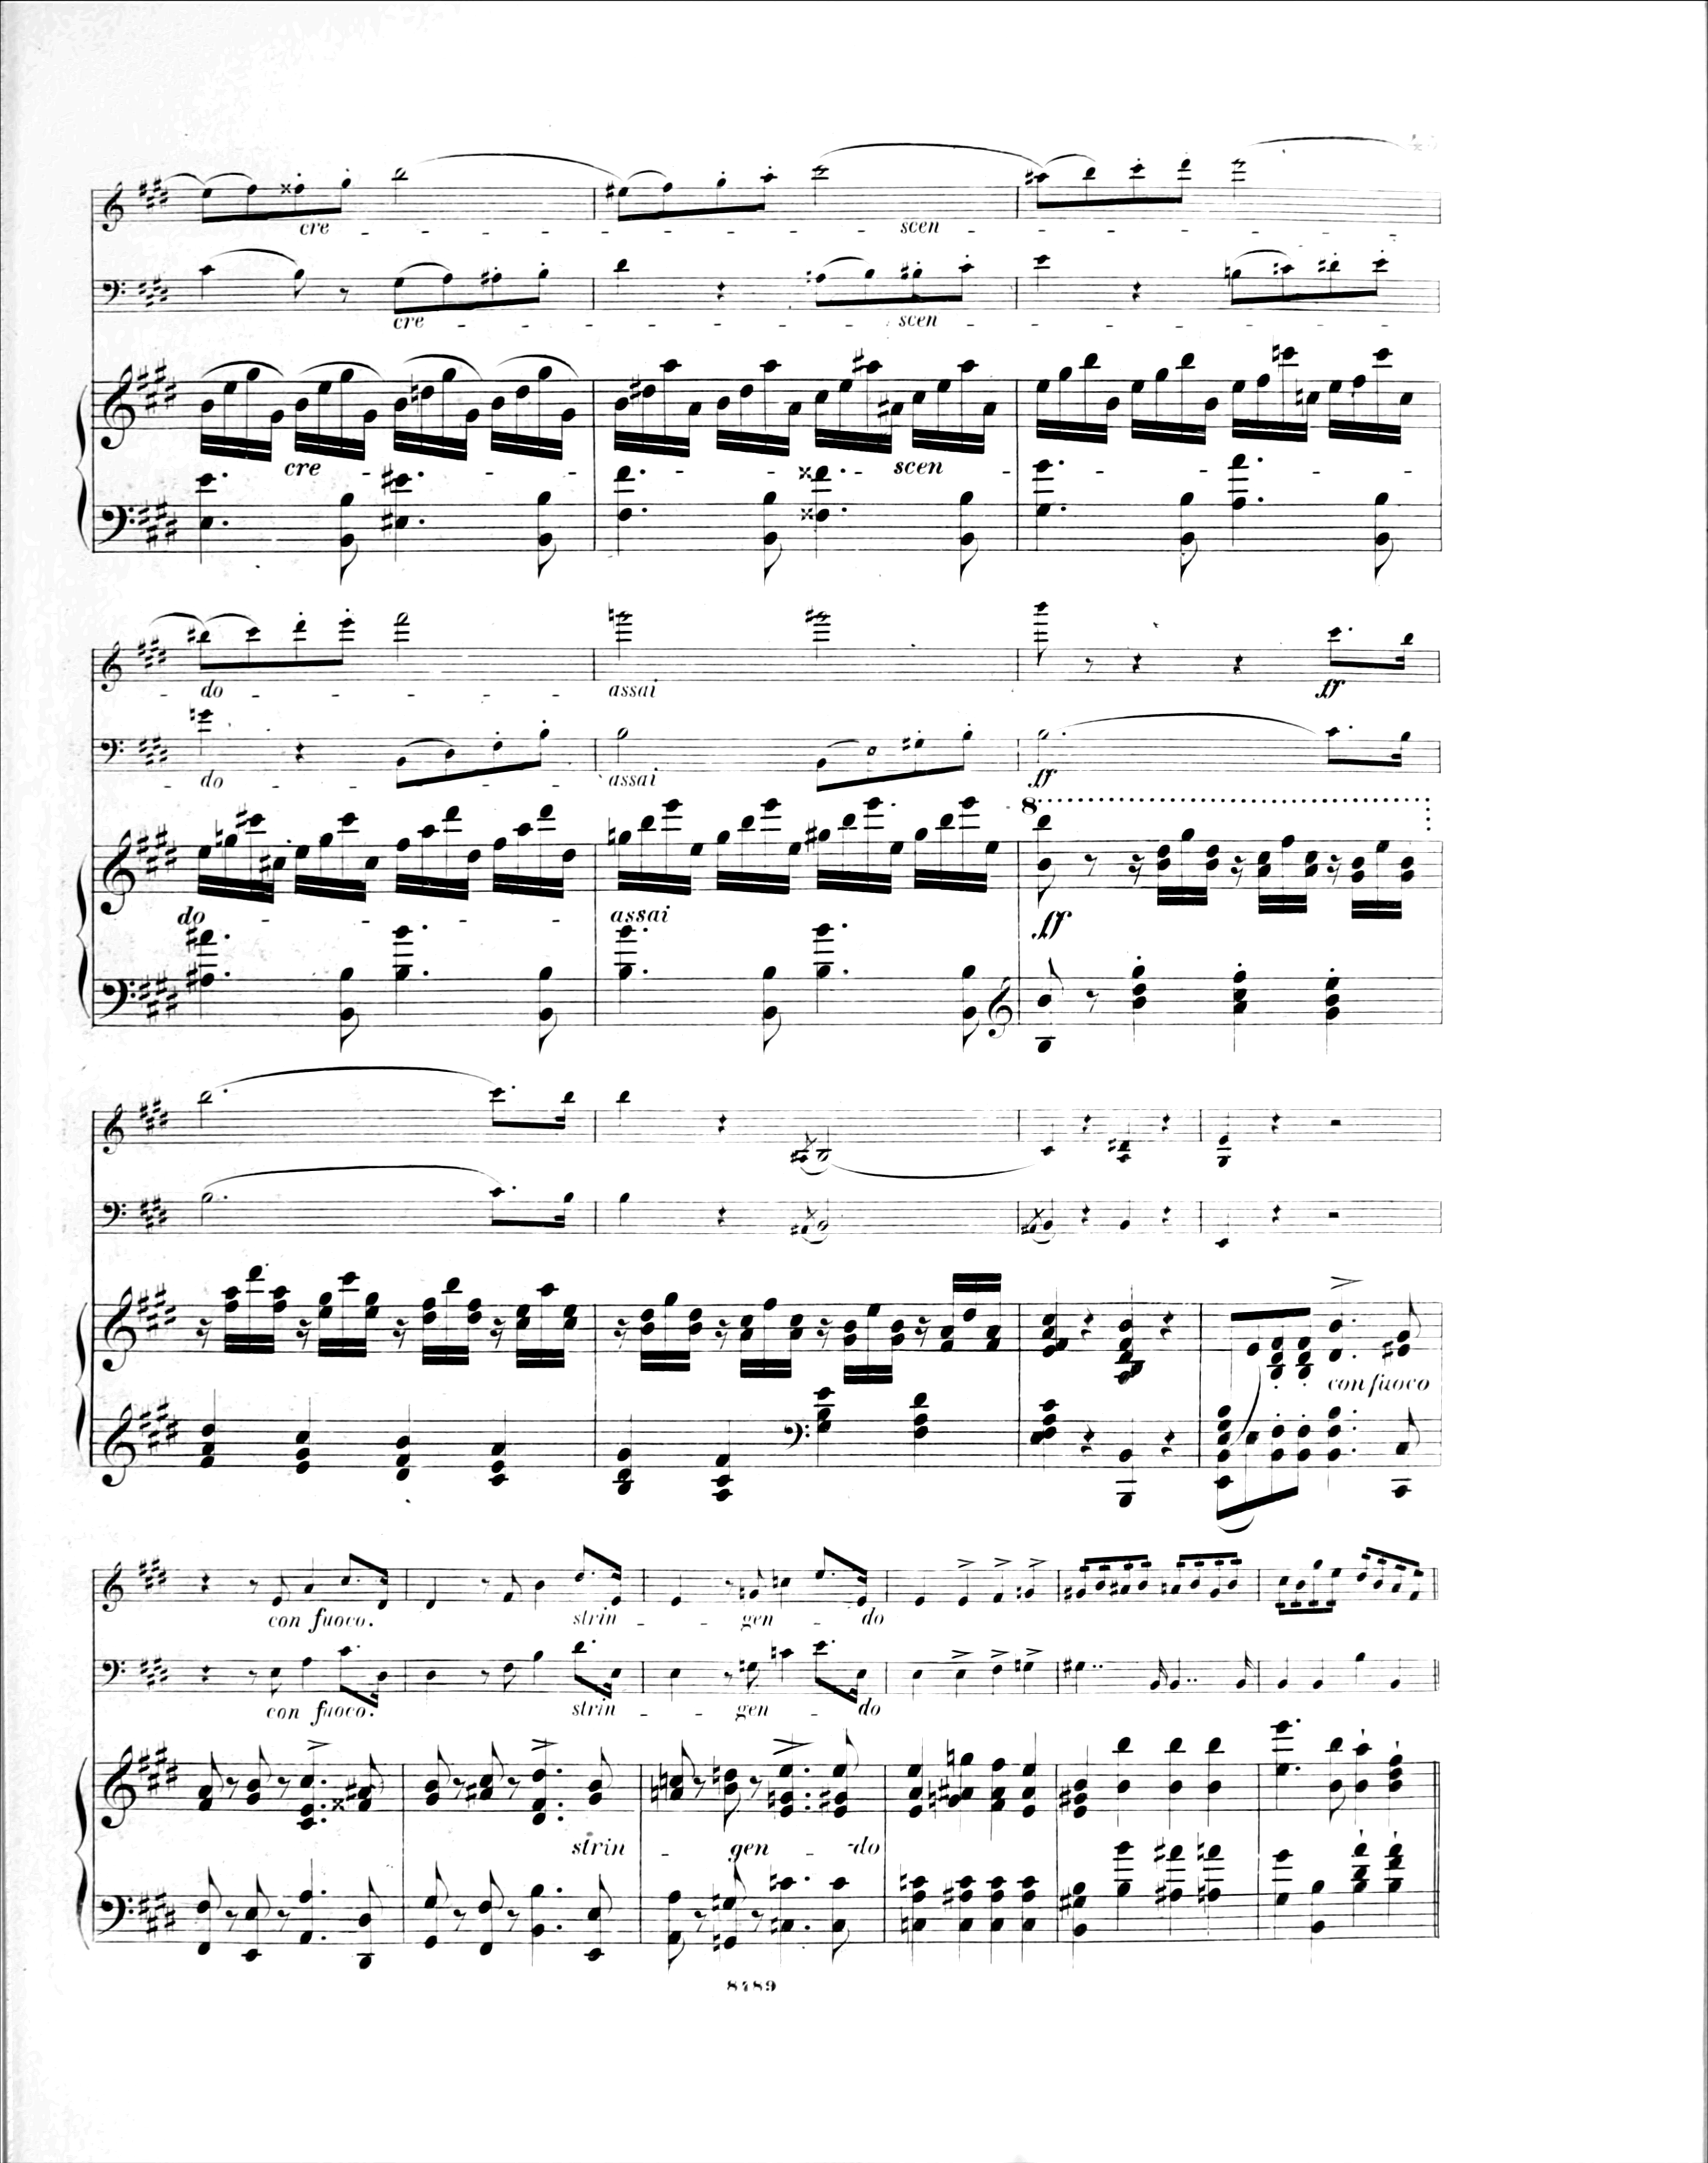 cre - - - - - - - - scen - - - - - - -
cre - - - - - - - scen - - - - - - -
cre - - - - - - - scen - - - - - -
- do - - - - - assai ff
- do - - - - - assai ff
8
do - - - - - assai ff
con fuoco
con fuoco. strin - - gen - do
con fuoco. strin - - gen - do
strin - gen - do
8489